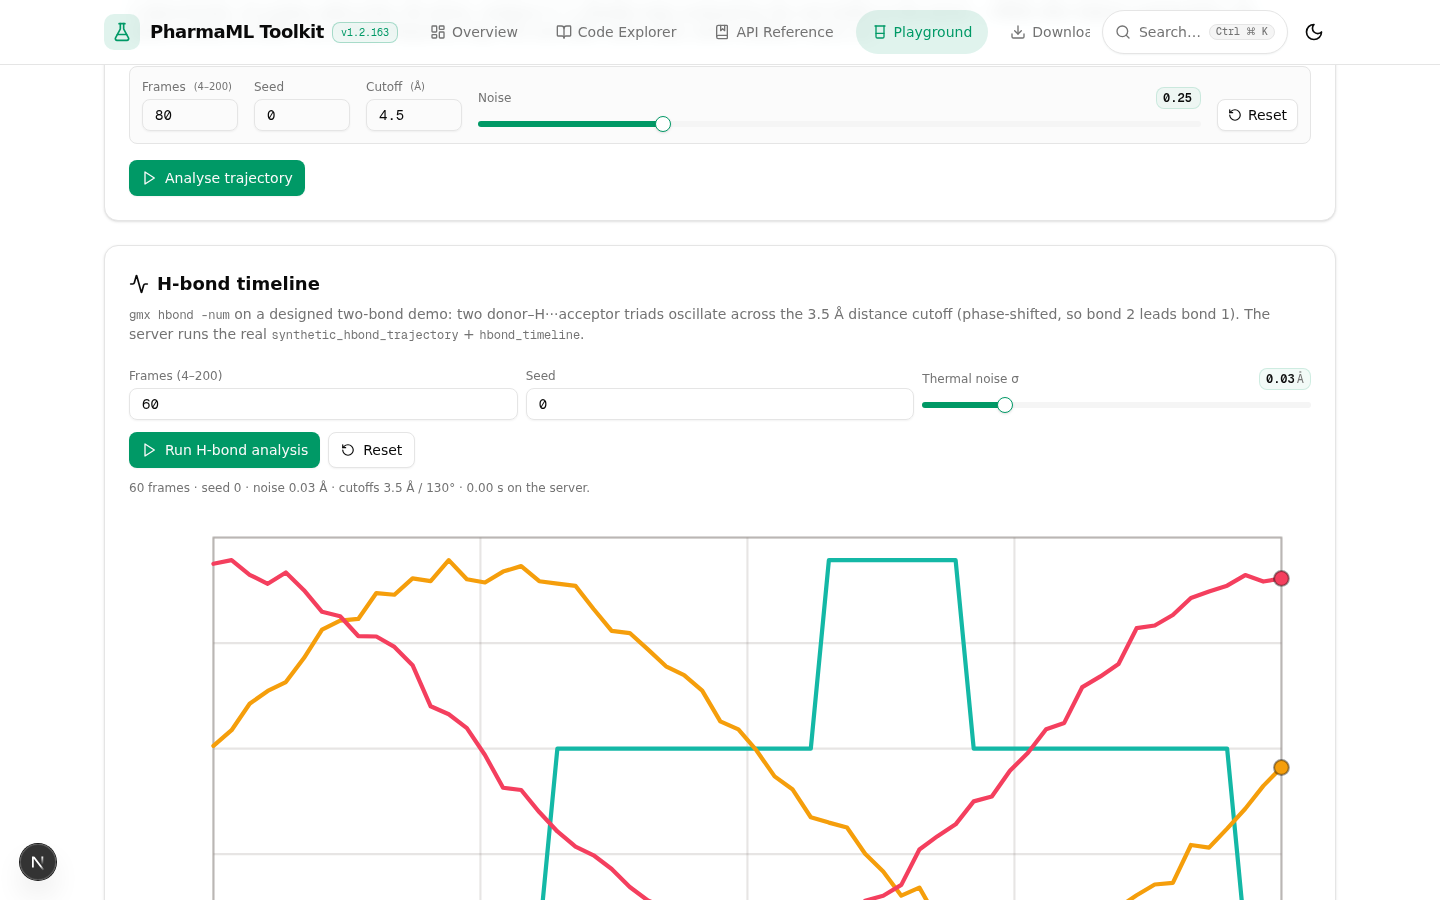 PharmaML Toolkit v1.2.163 Overview Code Explorer API Reference Playground Downloa Search... Ctrl ⌘ K
Frames (4–200) Seed Cutoff (Å) Noise 0.25
80 0 4.5 Reset
Analyse trajectory
H-bond timeline
gmx hbond -num on a designed two-bond demo: two donor–H···acceptor triads oscillate across the 3.5 Å distance cutoff (phase-shifted, so bond 2 leads bond 1). The
server runs the real synthetic_hbond_trajectory + hbond_timeline.
Frames (4–200) Seed Thermal noise σ 0.03 Å
60 0
Run H-bond analysis Reset
60 frames · seed 0 · noise 0.03 Å · cutoffs 3.5 Å / 130° · 0.00 s on the server.
N